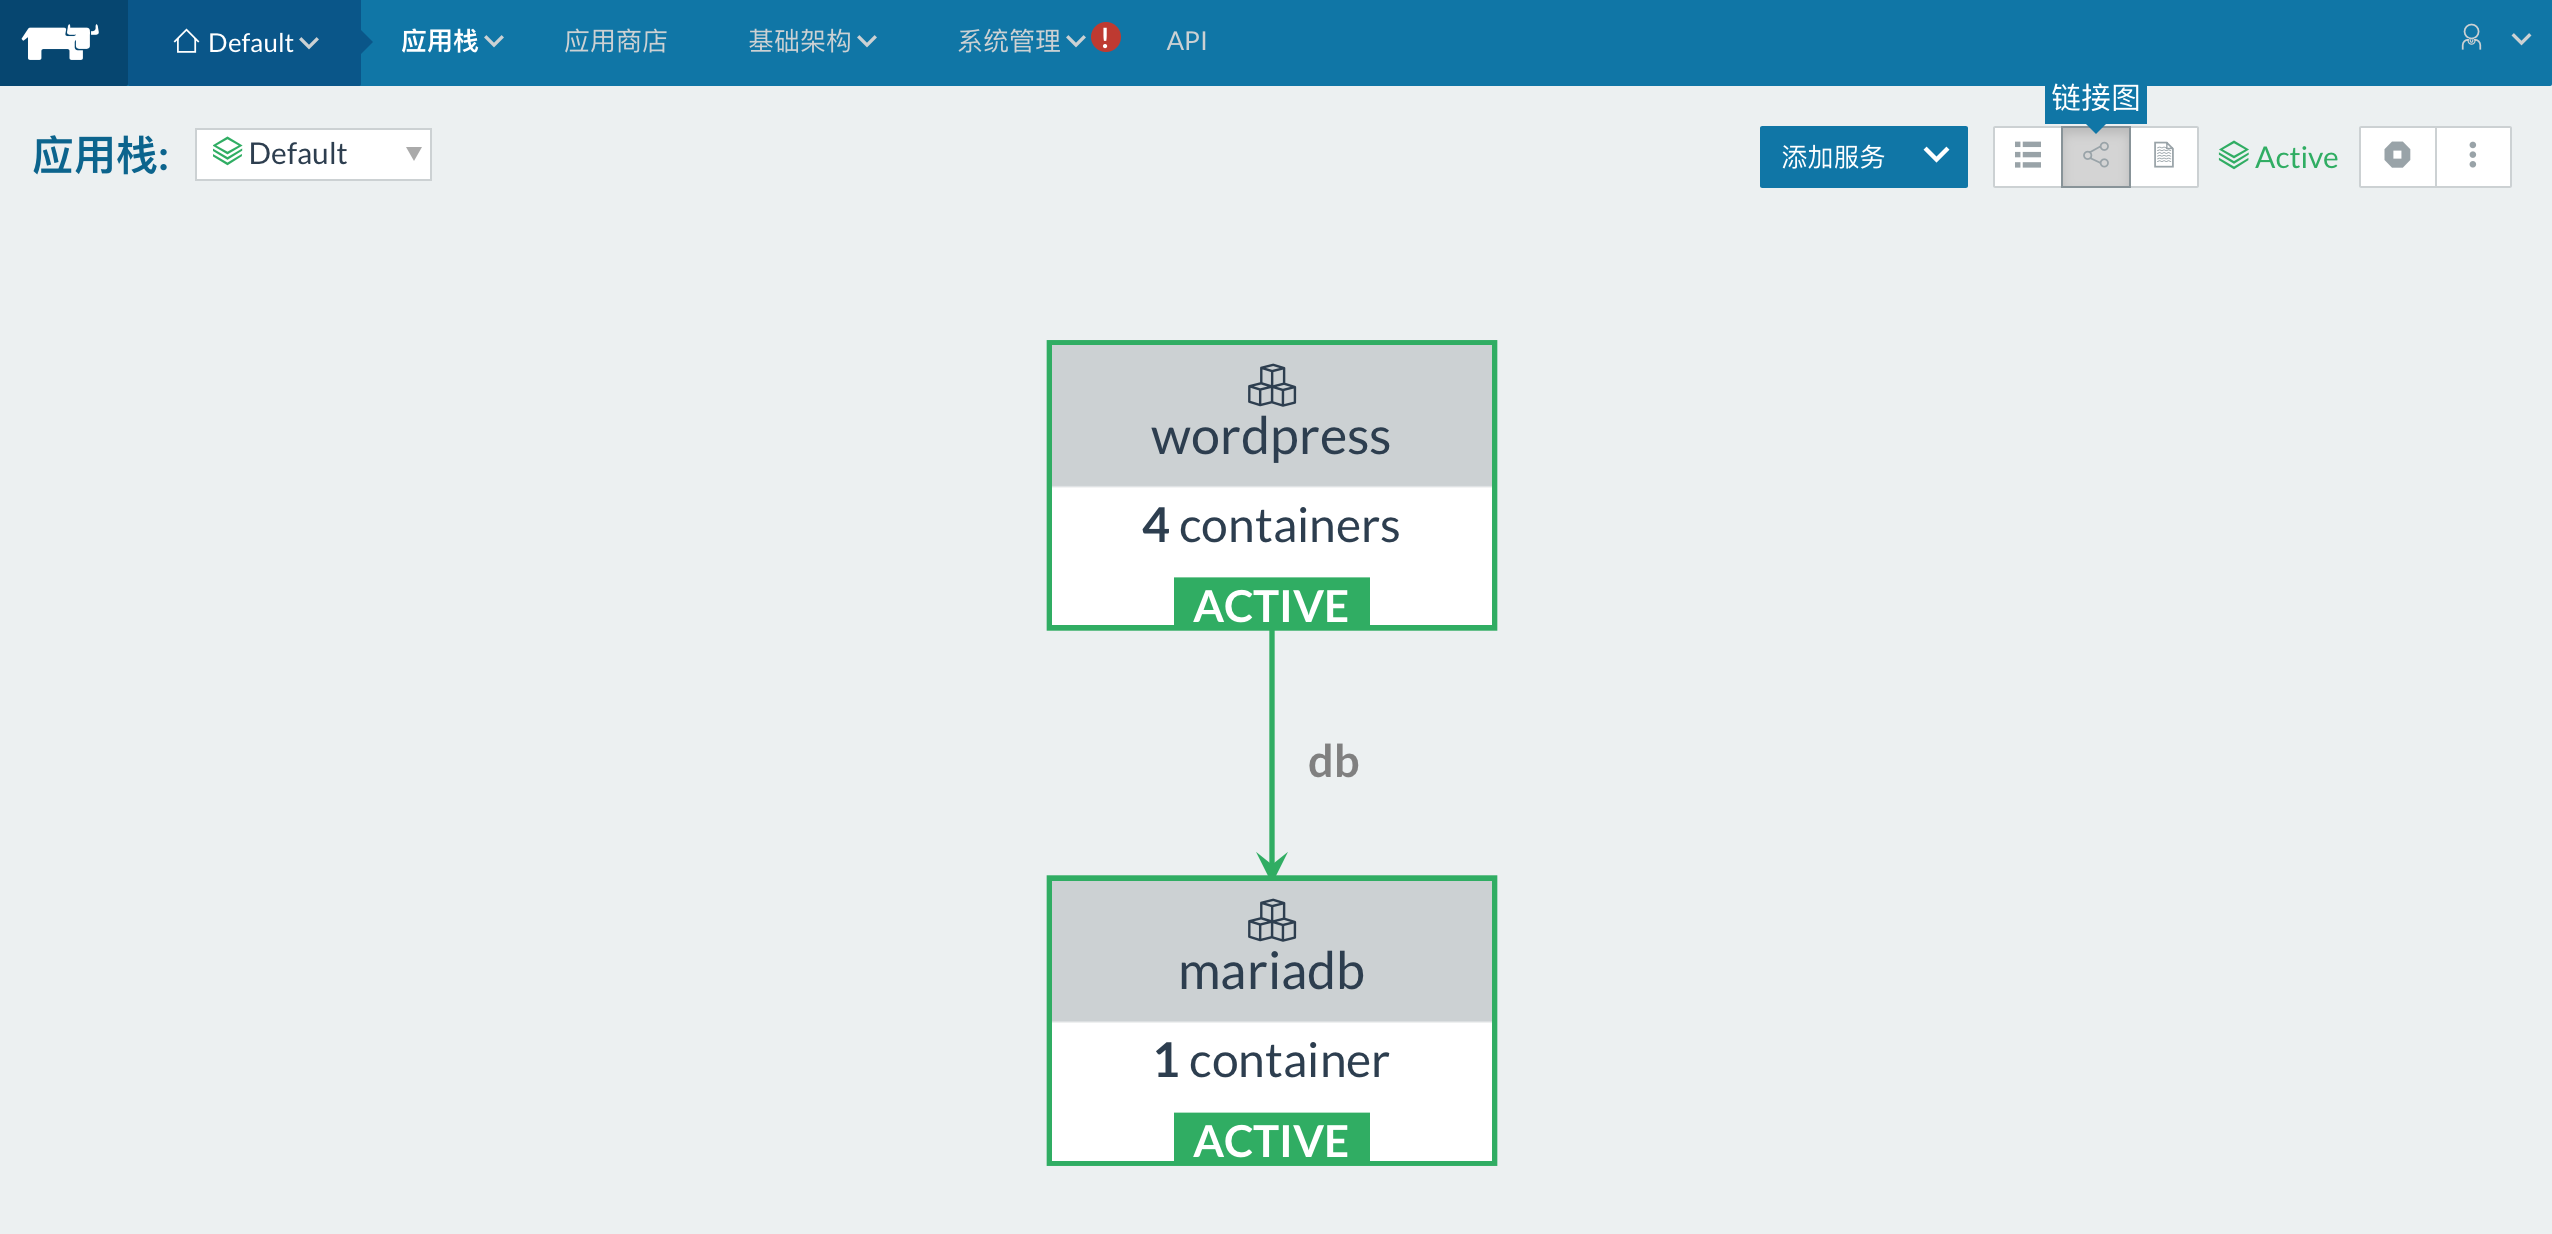 Default 应用栈 应用商店 基础架构 系统管理 ! API
链接图
应用栈: Default 添加服务 Active
wordpress
4 containers
ACTIVE
db
mariadb
1 container
ACTIVE